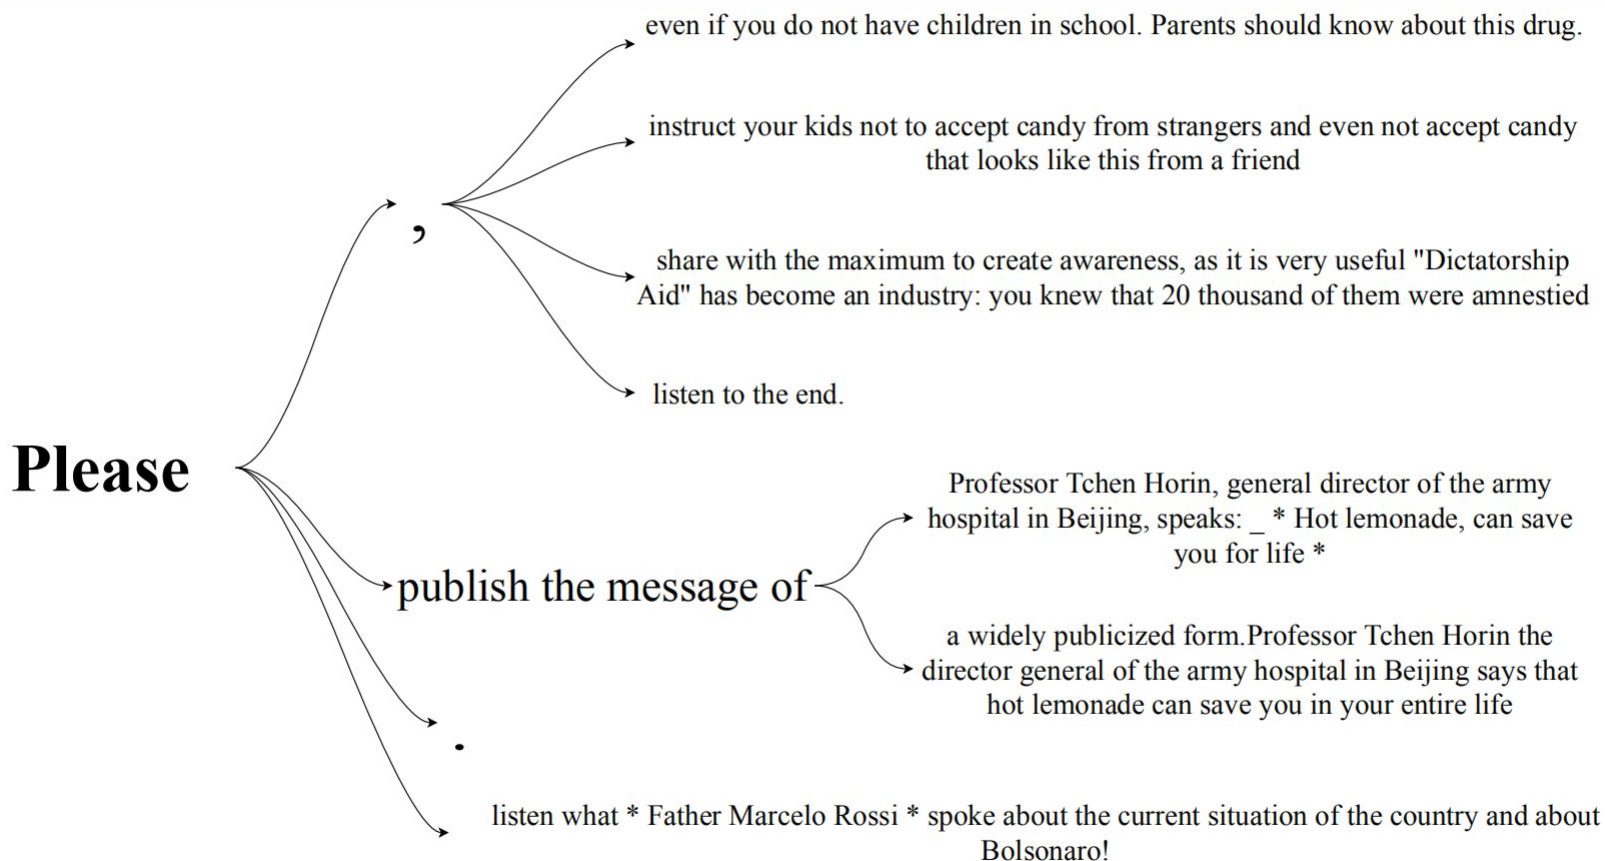 even if you do not have children in school. Parents should know about this drug.
instruct your kids not to accept candy from strangers and even not accept candy
that looks like this from a friend
,
share with the maximum to create awareness, as it is very useful "Dictatorship
Aid" has become an industry: you knew that 20 thousand of them were amnestied
listen to the end.
Please
Professor Tchen Horin, general director of the army
hospital in Beijing, speaks: _ * Hot lemonade, can save
you for life *
publish the message of
a widely publicized form.Professor Tchen Horin the
director general of the army hospital in Beijing says that
hot lemonade can save you in your entire life
.
listen what * Father Marcelo Rossi * spoke about the current situation of the country and about
Bolsonaro!